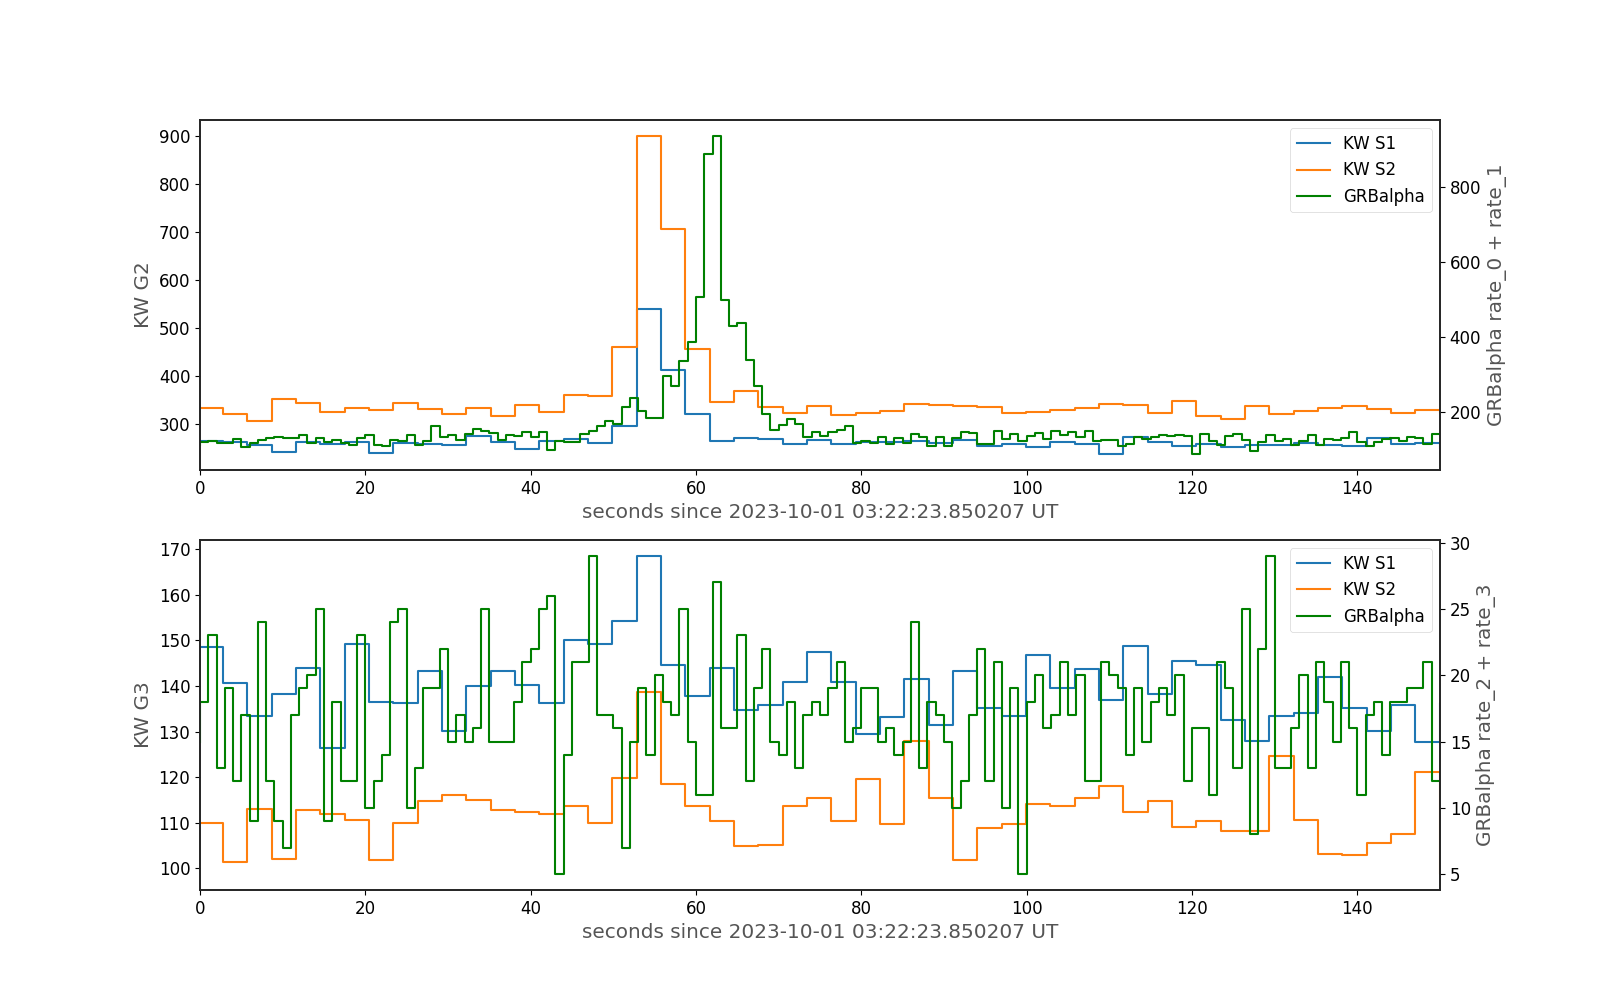 900
800
700
600
500
400
300
KW G2
KW S1
KW S2
GRBalpha
800
600
400
200
GRBalpha rate_0 + rate_1
0 20 40 60 80 100 120 140
seconds since 2023-10-01 03:22:23.850207 UT
170
160
150
140
130
120
110
100
KW G3
KW S1
KW S2
GRBalpha
30
25
20
15
10
5
GRBalpha rate_2 + rate_3
0 20 40 60 80 100 120 140
seconds since 2023-10-01 03:22:23.850207 UT